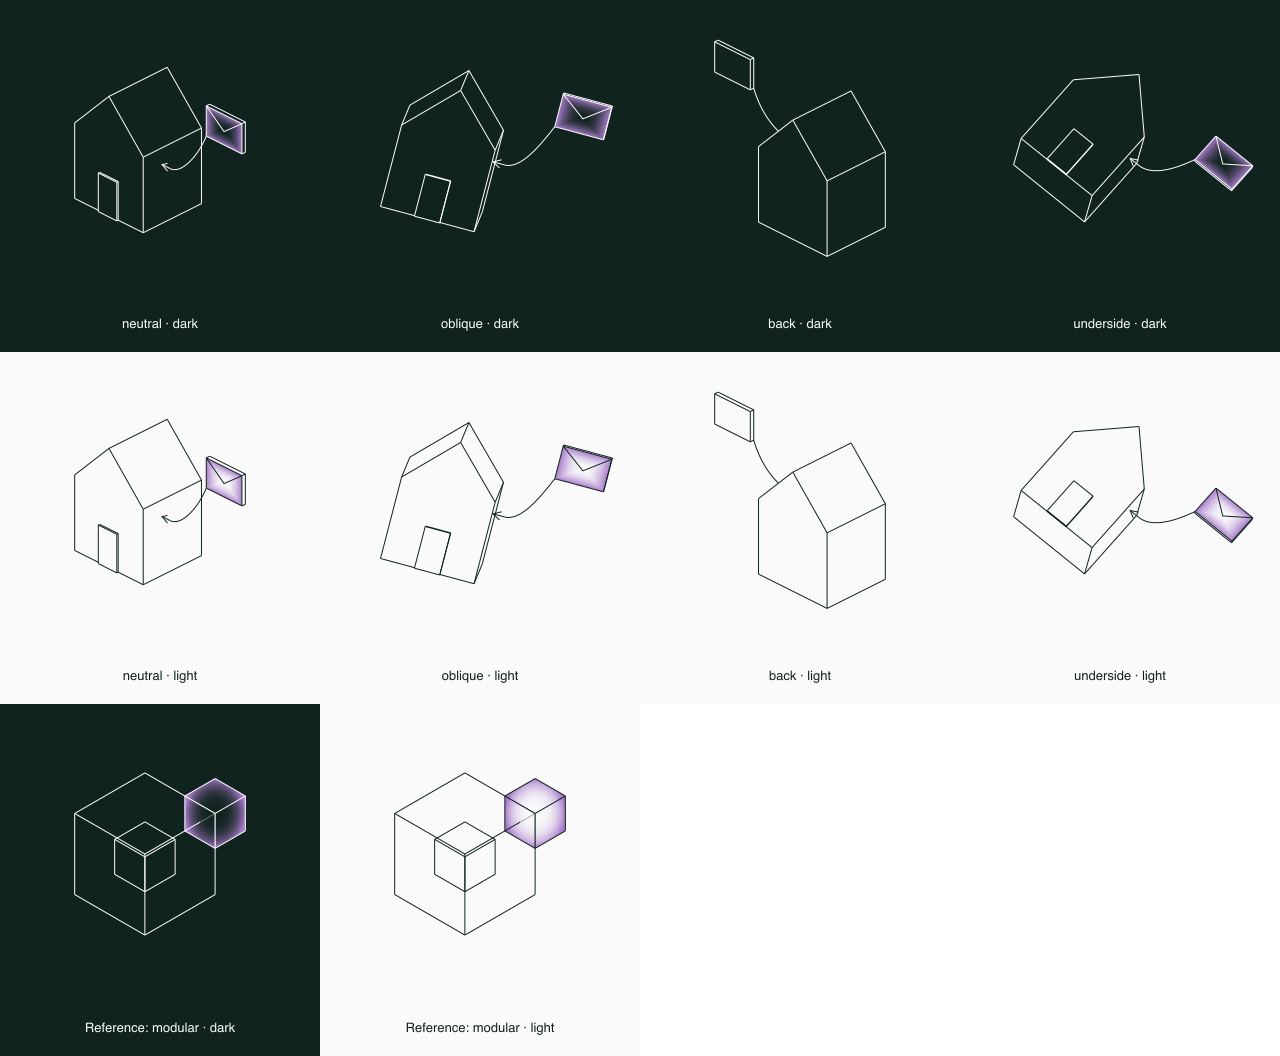 neutral · dark
oblique · dark
back · dark
underside · dark
neutral · light
oblique · light
back · light
underside · light
Reference: modular · dark
Reference: modular · light